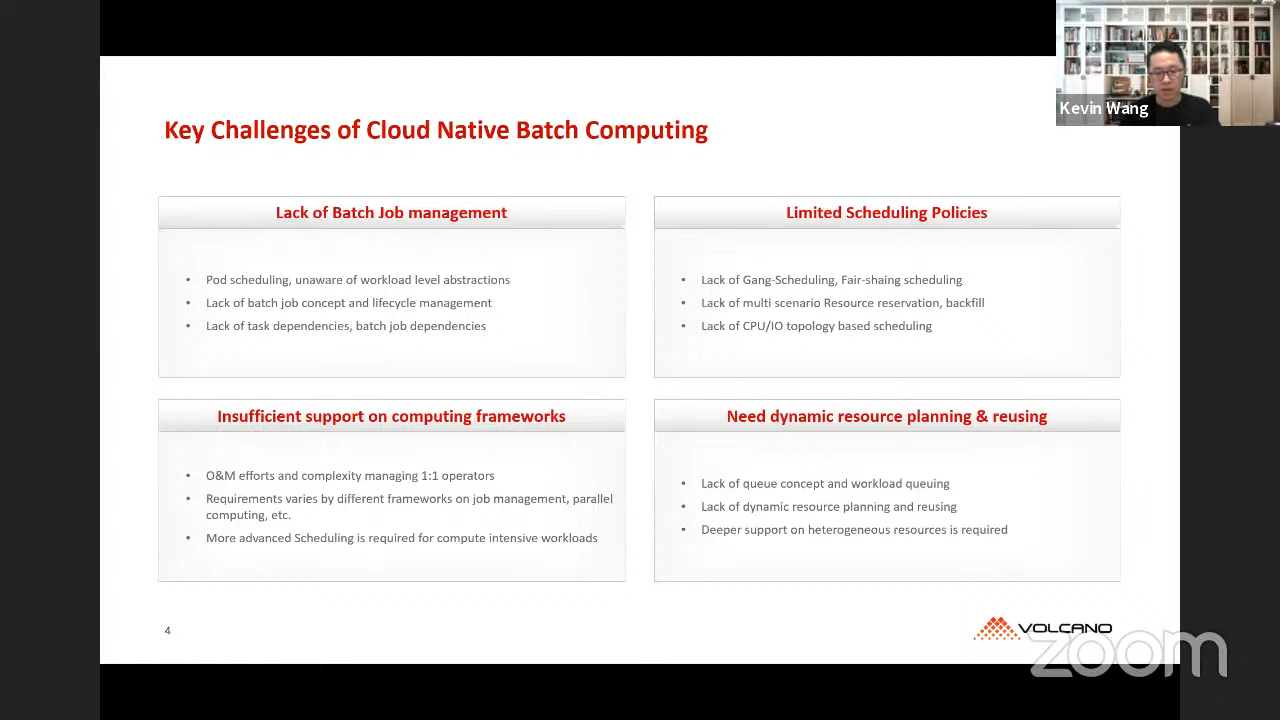 Kevin Wang
Key Challenges of Cloud Native Batch Computing
Lack of Batch Job management
• Pod scheduling, unaware of workload level abstractions
• Lack of batch job concept and lifecycle management
• Lack of task dependencies, batch job dependencies
Limited Scheduling Policies
• Lack of Gang-Scheduling, Fair-shaing scheduling
• Lack of multi scenario Resource reservation, backfill
• Lack of CPU/IO topology based scheduling
Insufficient support on computing frameworks
• O&M efforts and complexity managing 1:1 operators
• Requirements varies by different frameworks on job management, parallel
computing, etc.
• More advanced Scheduling is required for compute intensive workloads
Need dynamic resource planning & reusing
• Lack of queue concept and workload queuing
• Lack of dynamic resource planning and reusing
• Deeper support on heterogeneous resources is required
4
VOLCANO
zoom